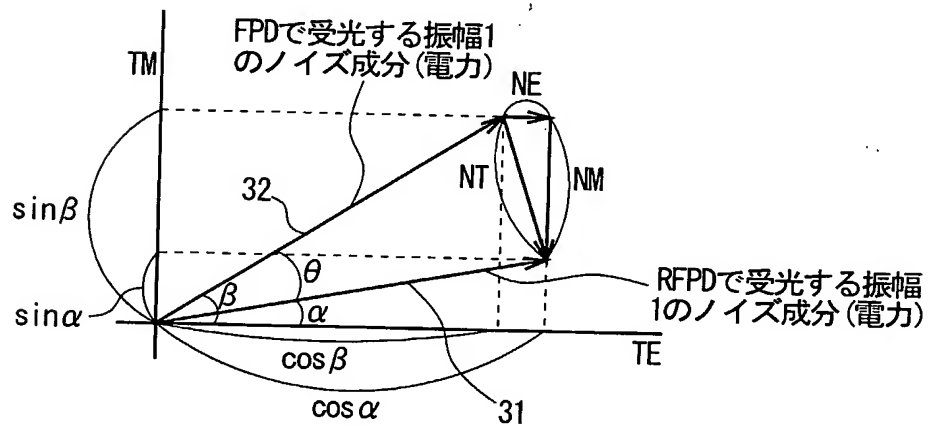 FPDで受光する振幅1
のノイズ成分(電力)
TM
NE
NT
NM
32
sinβ
θ
β
α
sinα
RFPDで受光する振幅
1のノイズ成分(電力)
TE
cosβ
cosα
31